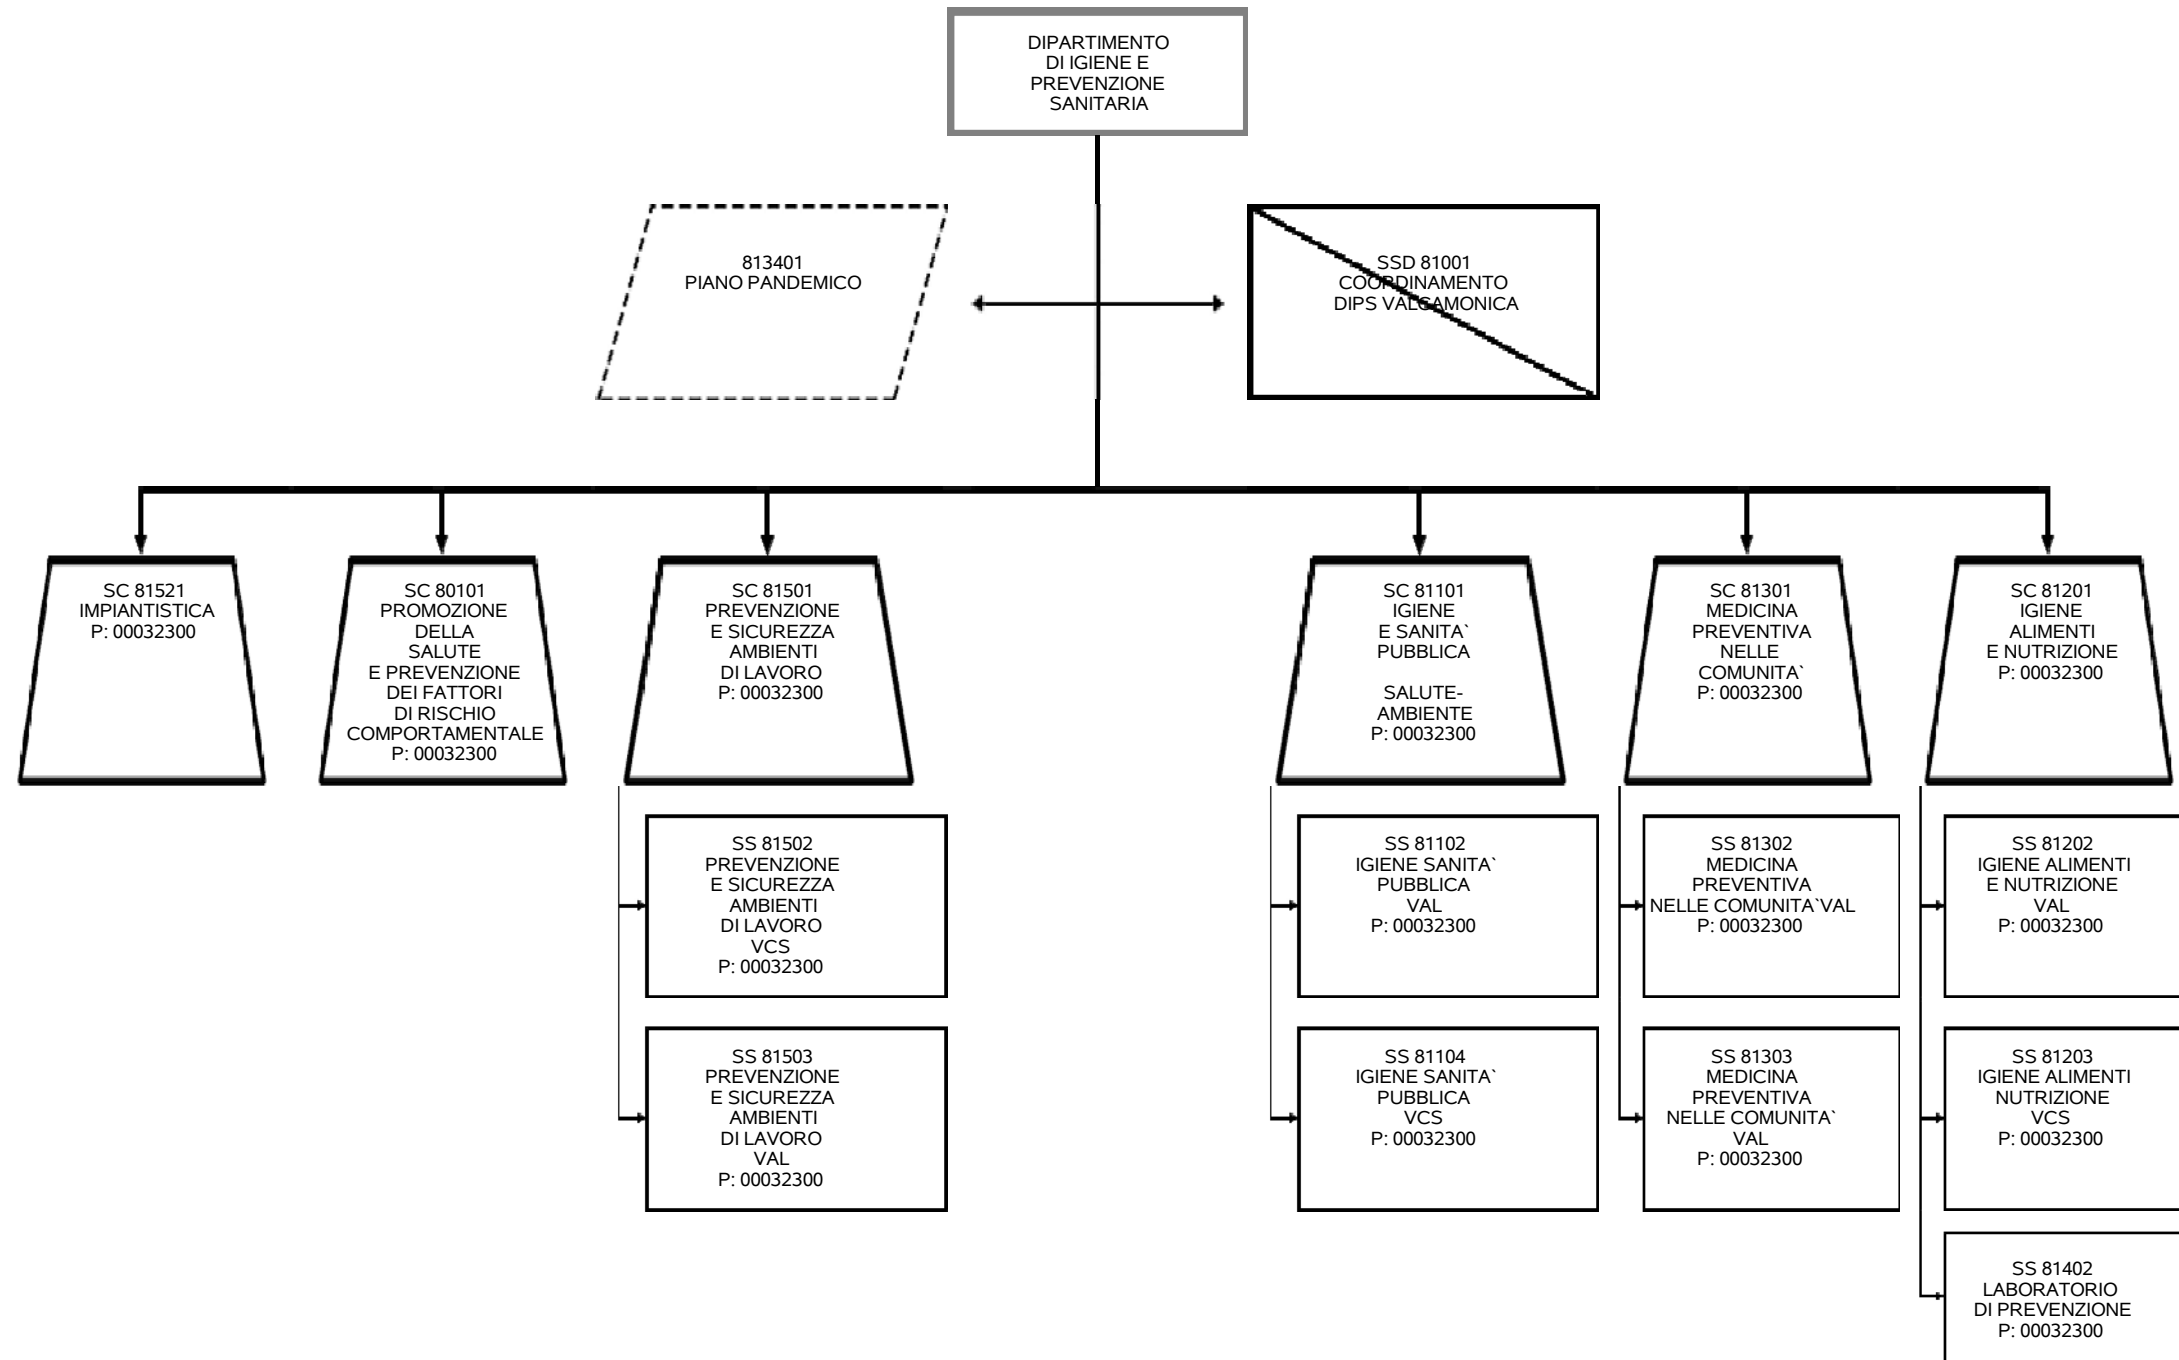 DIPARTIMENTO
DI IGIENE E
PREVENZIONE
SANITARIA
813401
PIANO PANDEMICO
SSD 81001
COORDINAMENTO
DIPS VALCAMONICA
SC 81521
IMPIANTISTICA
P: 00032300
SC 80101
PROMOZIONE
DELLA
SALUTE
E PREVENZIONE
DEI FATTORI
DI RISCHIO
COMPORTAMENTALE
P: 00032300
SC 81501
PREVENZIONE
E SICUREZZA
AMBIENTI
DI LAVORO
P: 00032300
SC 81101
IGIENE
E SANITA`
PUBBLICA
SALUTE-
AMBIENTE
P: 00032300
SC 81301
MEDICINA
PREVENTIVA
NELLE
COMUNITA`
P: 00032300
SC 81201
IGIENE
ALIMENTI
E NUTRIZIONE
P: 00032300
SS 81502
PREVENZIONE
E SICUREZZA
AMBIENTI
DI LAVORO
VCS
P: 00032300
SS 81102
IGIENE SANITA`
PUBBLICA
VAL
P: 00032300
SS 81302
MEDICINA
PREVENTIVA
NELLE COMUNITA`VAL
P: 00032300
SS 81202
IGIENE ALIMENTI
E NUTRIZIONE
VAL
P: 00032300
SS 81503
PREVENZIONE
E SICUREZZA
AMBIENTI
DI LAVORO
VAL
P: 00032300
SS 81104
IGIENE SANITA`
PUBBLICA
VCS
P: 00032300
SS 81303
MEDICINA
PREVENTIVA
NELLE COMUNITA`
VAL
P: 00032300
SS 81203
IGIENE ALIMENTI
NUTRIZIONE
VCS
P: 00032300
SS 81402
LABORATORIO
DI PREVENZIONE
P: 00032300